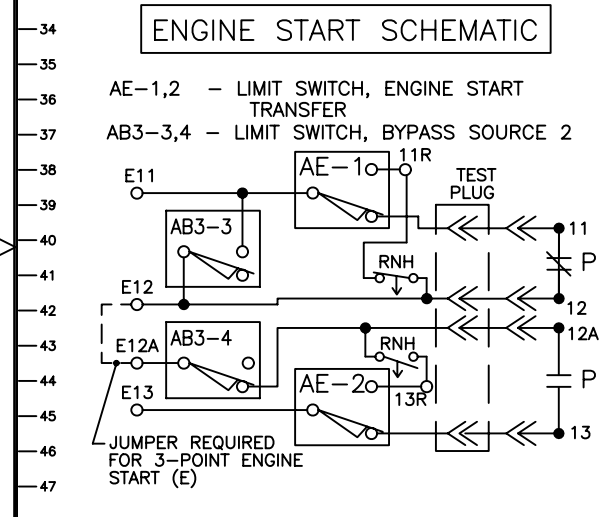 34
35
36
37
38
39
40
41
42
43
44
45
46
47
ENGINE START SCHEMATIC
AE-1,2 - LIMIT SWITCH, ENGINE START
TRANSFER
AB3-3,4 - LIMIT SWITCH, BYPASS SOURCE 2
E11
AE-1
11R
TEST
PLUG
AB3-3
11
RNH
P
E12
12
AB3-4
12A
E12A
RNH
P
AE-2
13R
E13
13
JUMPER REQUIRED
FOR 3-POINT ENGINE
START (E)